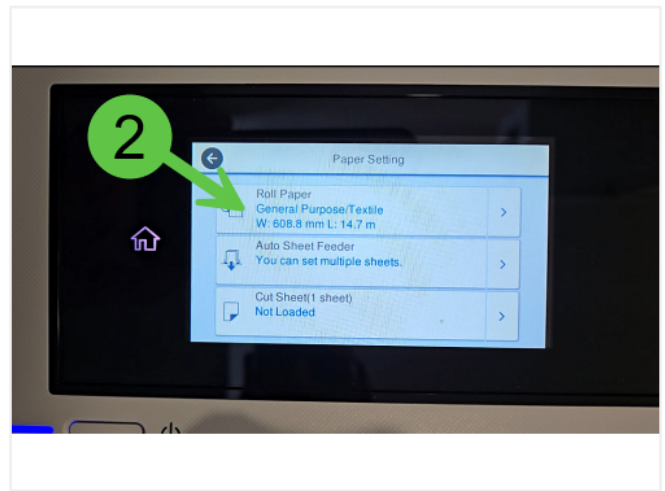 2
Paper Setting
Roll Paper
General Purpose/Textile
W: 608.8 mm L: 14.7 m
Auto Sheet Feeder
You can set multiple sheets.
Cut Sheet(1 sheet)
Not Loaded